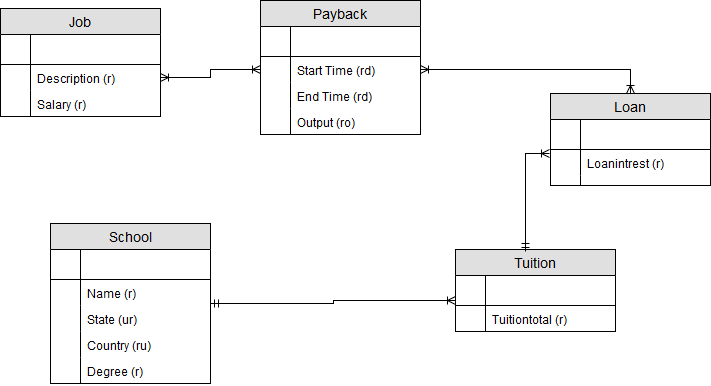 Job
Description (r)
Salary (r)
Payback
Start Time (rd)
End Time (rd)
Output (ro)
Loan
Loanintrest (r)
School
Name (r)
State (ur)
Country (ru)
Degree (r)
Tuition
Tuitiontotal (r)